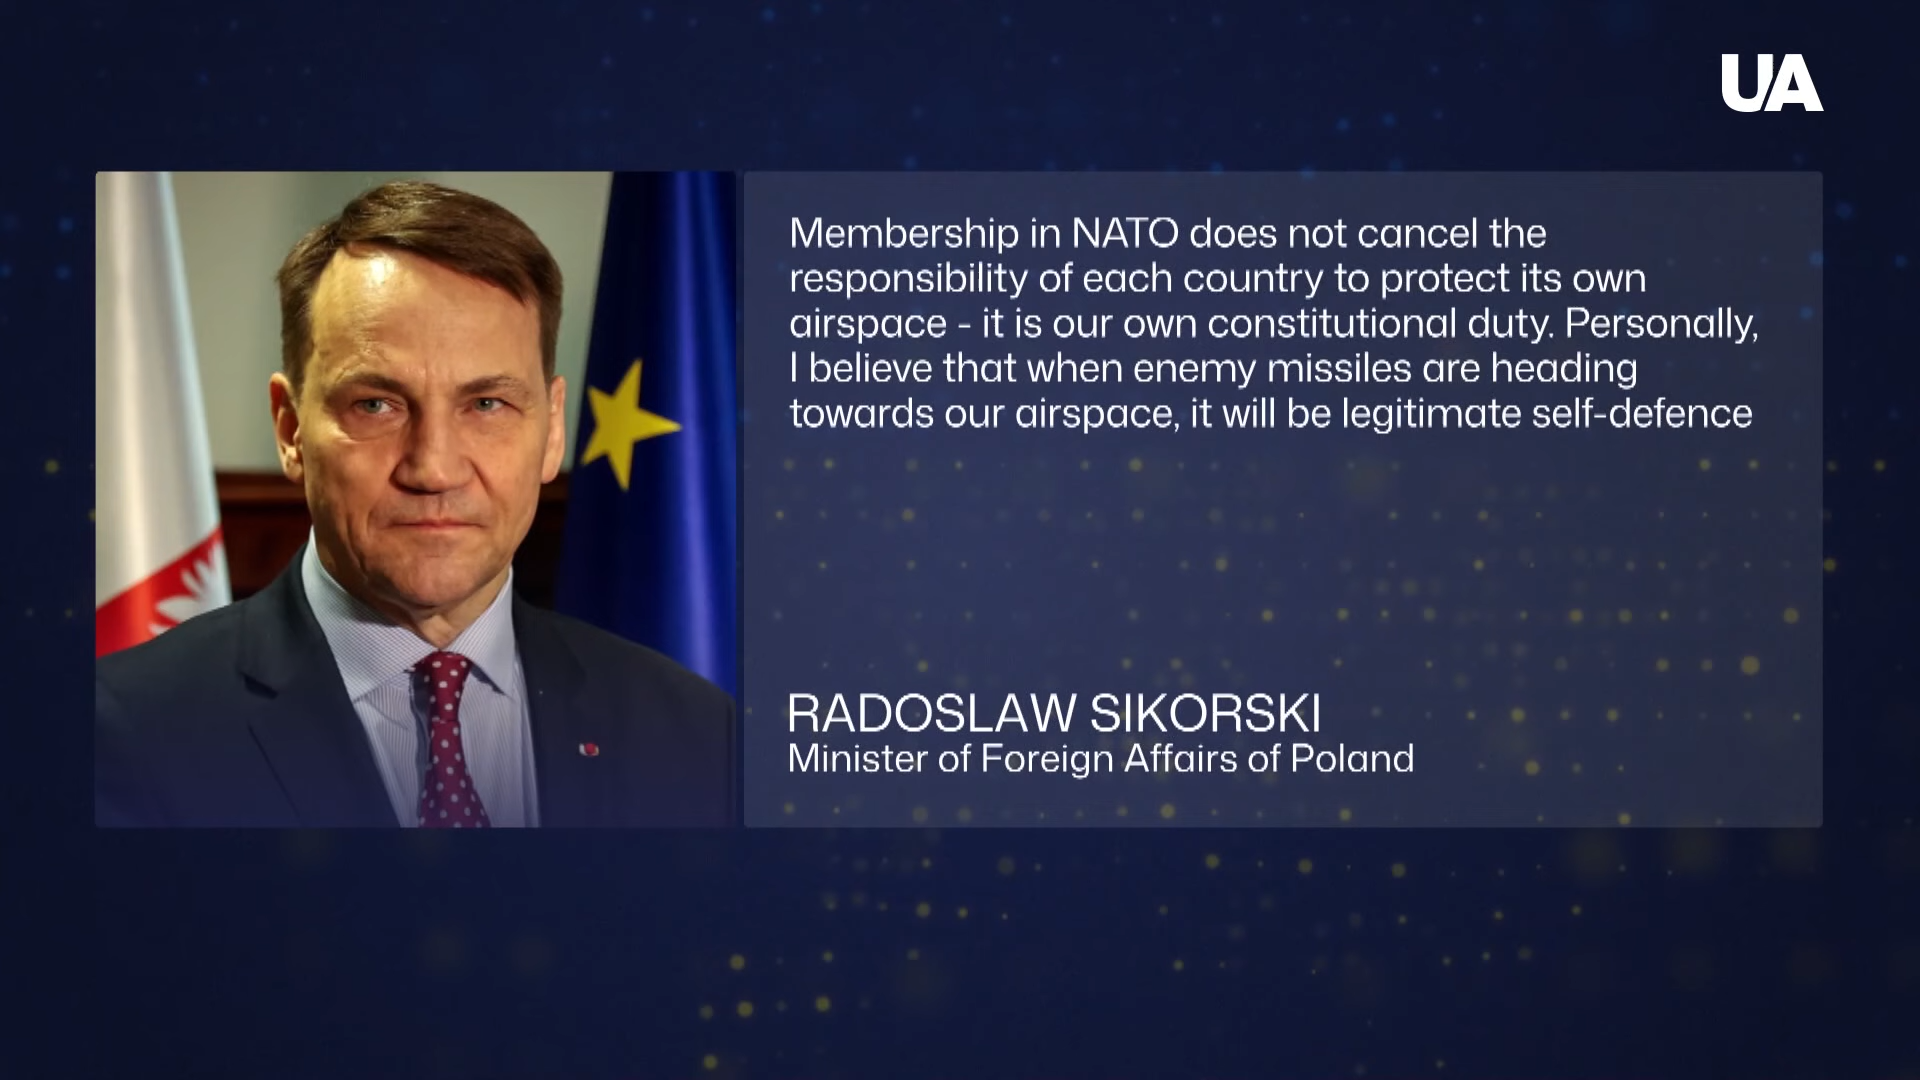 UA
Membership in NATO does not cancel the
responsibility of each country to protect its own
airspace - it is our own constitutional duty. Personally,
I believe that when enemy missiles are heading
towards our airspace, it will be legitimate self-defence
RADOSLAW SIKORSKI
Minister of Foreign Affairs of Poland